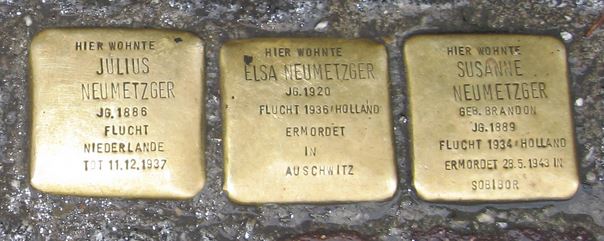 HIER WOHNTE
JULIUS
NEUMETZGER
JG. 1886
FLUCHT
NIEDERLANDE
TOT 11.12.1937
HIER WOHNTE
ELSA NEUMETZGER
JG. 1920
FLUCHT 1936 HOLLAND
ERMORDET
IN
AUSCHWITZ
HIER WOHNTE
SUSANNE
NEUMETZGER
GEB. BRANDON
JG. 1889
FLUCHT 1934 HOLLAND
ERMORDET 28.5.1943 IN
SOBIBOR